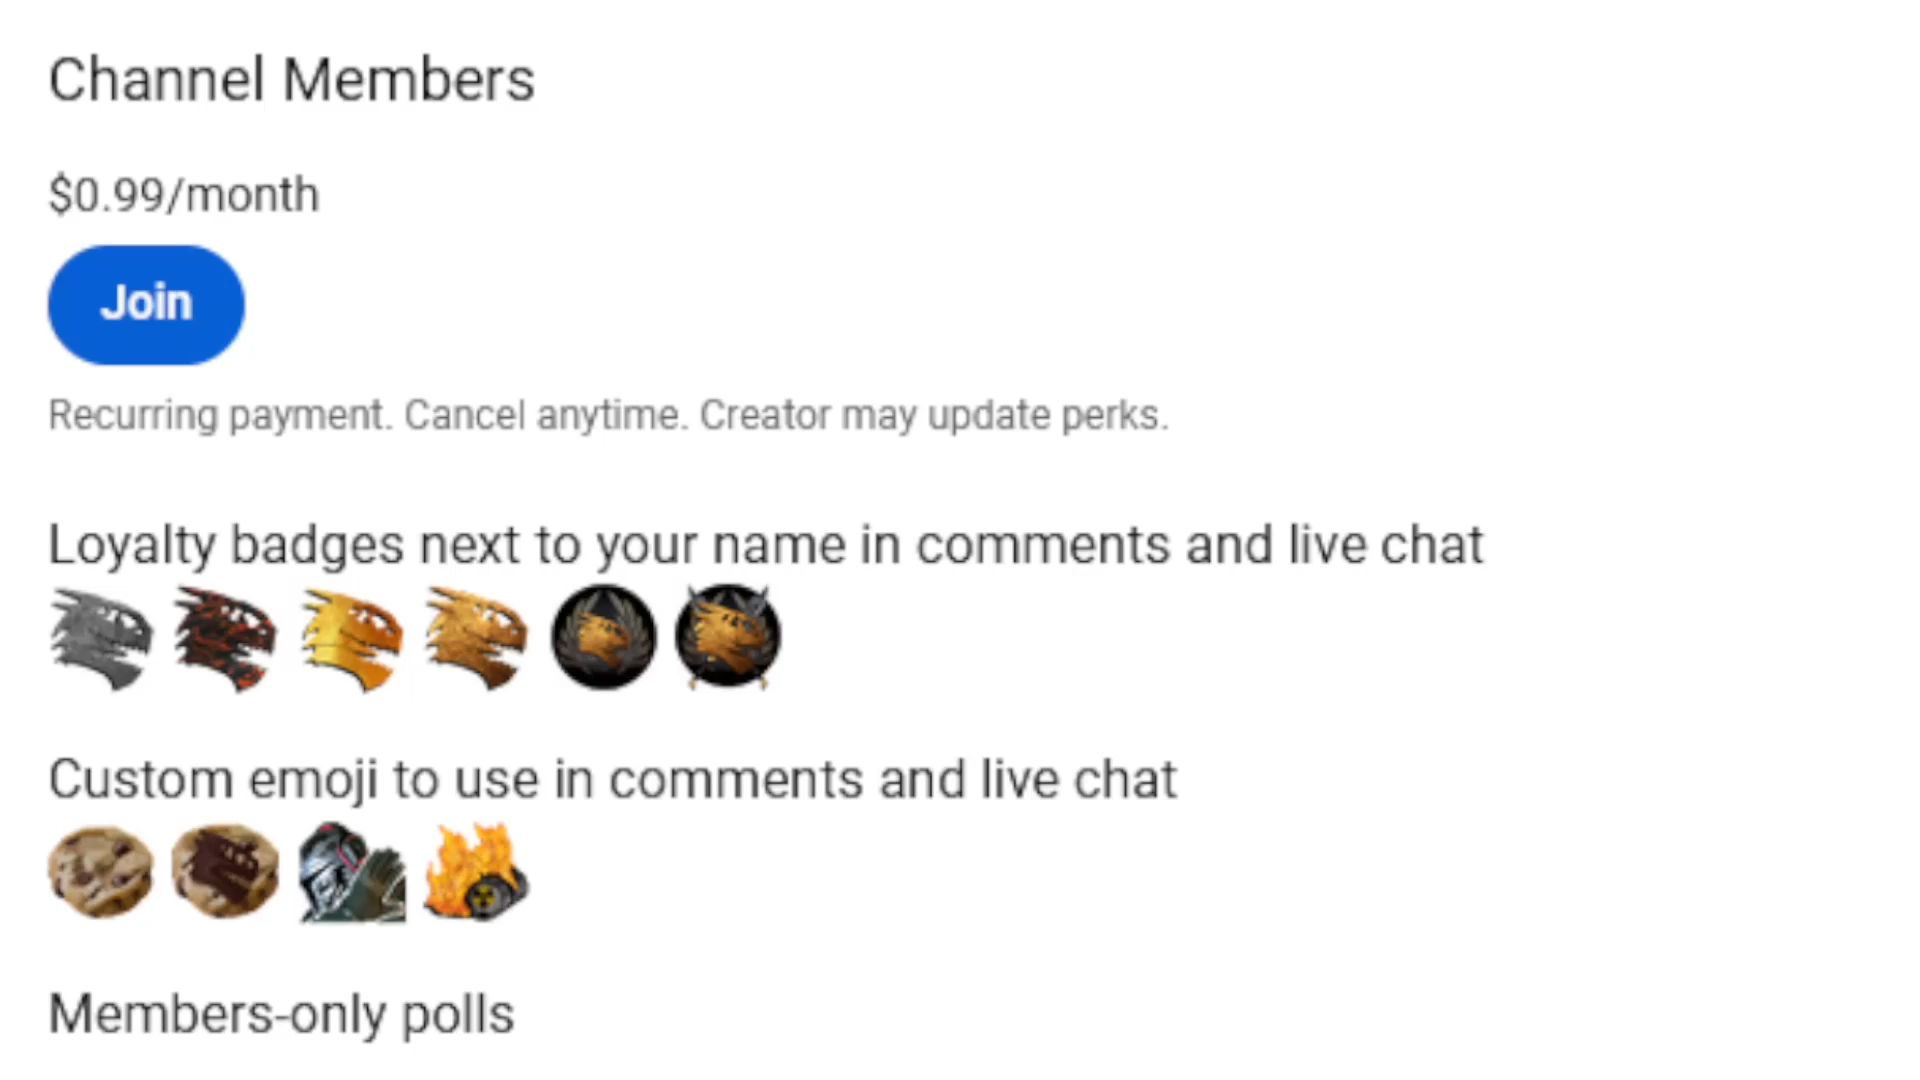 Channel Members
$0.99/month
Join
Recurring payment. Cancel anytime. Creator may update perks.
Loyalty badges next to your name in comments and live chat
Custom emoji to use in comments and live chat
Members-only polls